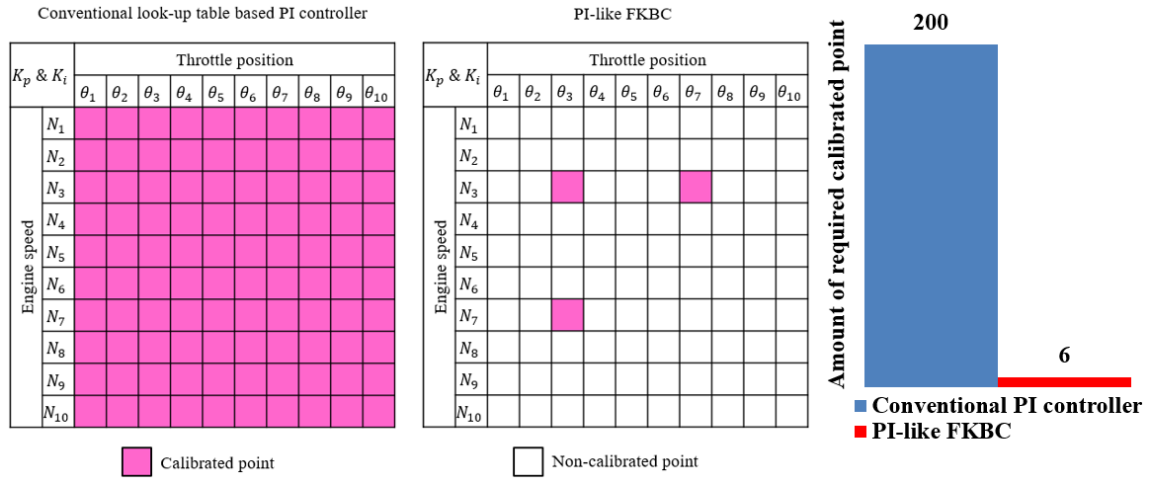 Conventional look-up table based PI controller
K_p & K_i
Throttle position
θ_1 θ_2 θ_3 θ_4 θ_5 θ_6 θ_7 θ_8 θ_9 θ_10
Engine speed
N_1
N_2
N_3
N_4
N_5
N_6
N_7
N_8
N_9
N_10
PI-like FKBC
K_p & K_i
Throttle position
θ_1 θ_2 θ_3 θ_4 θ_5 θ_6 θ_7 θ_8 θ_9 θ_10
Engine speed
N_1
N_2
N_3
N_4
N_5
N_6
N_7
N_8
N_9
N_10
Calibrated point
Non-calibrated point
Amount of required calibrated point
200
6
Conventional PI controller
PI-like FKBC